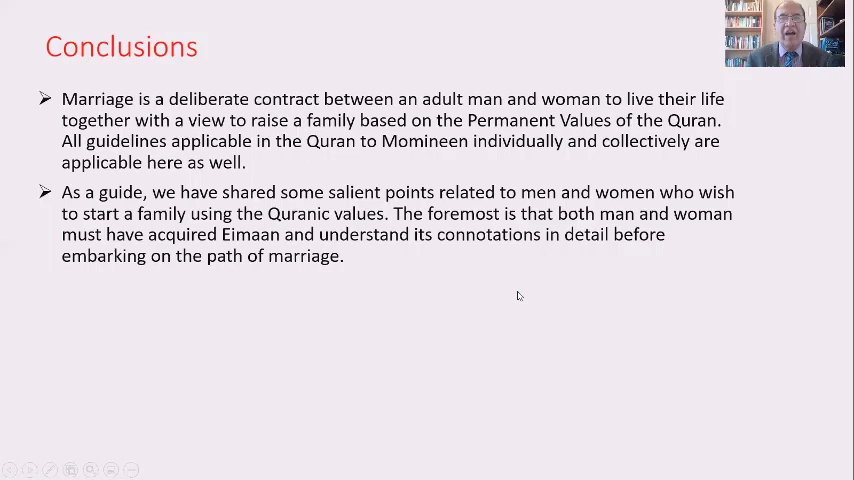 Conclusions
Marriage is a deliberate contract between an adult man and woman to live their life
together with a view to raise a family based on the Permanent Values of the Quran.
All guidelines applicable in the Quran to Momineen individually and collectively are
applicable here as well.
As a guide, we have shared some salient points related to men and women who wish
to start a family using the Quranic values. The foremost is that both man and woman
must have acquired Eimaan and understand its connotations in detail before
embarking on the path of marriage.